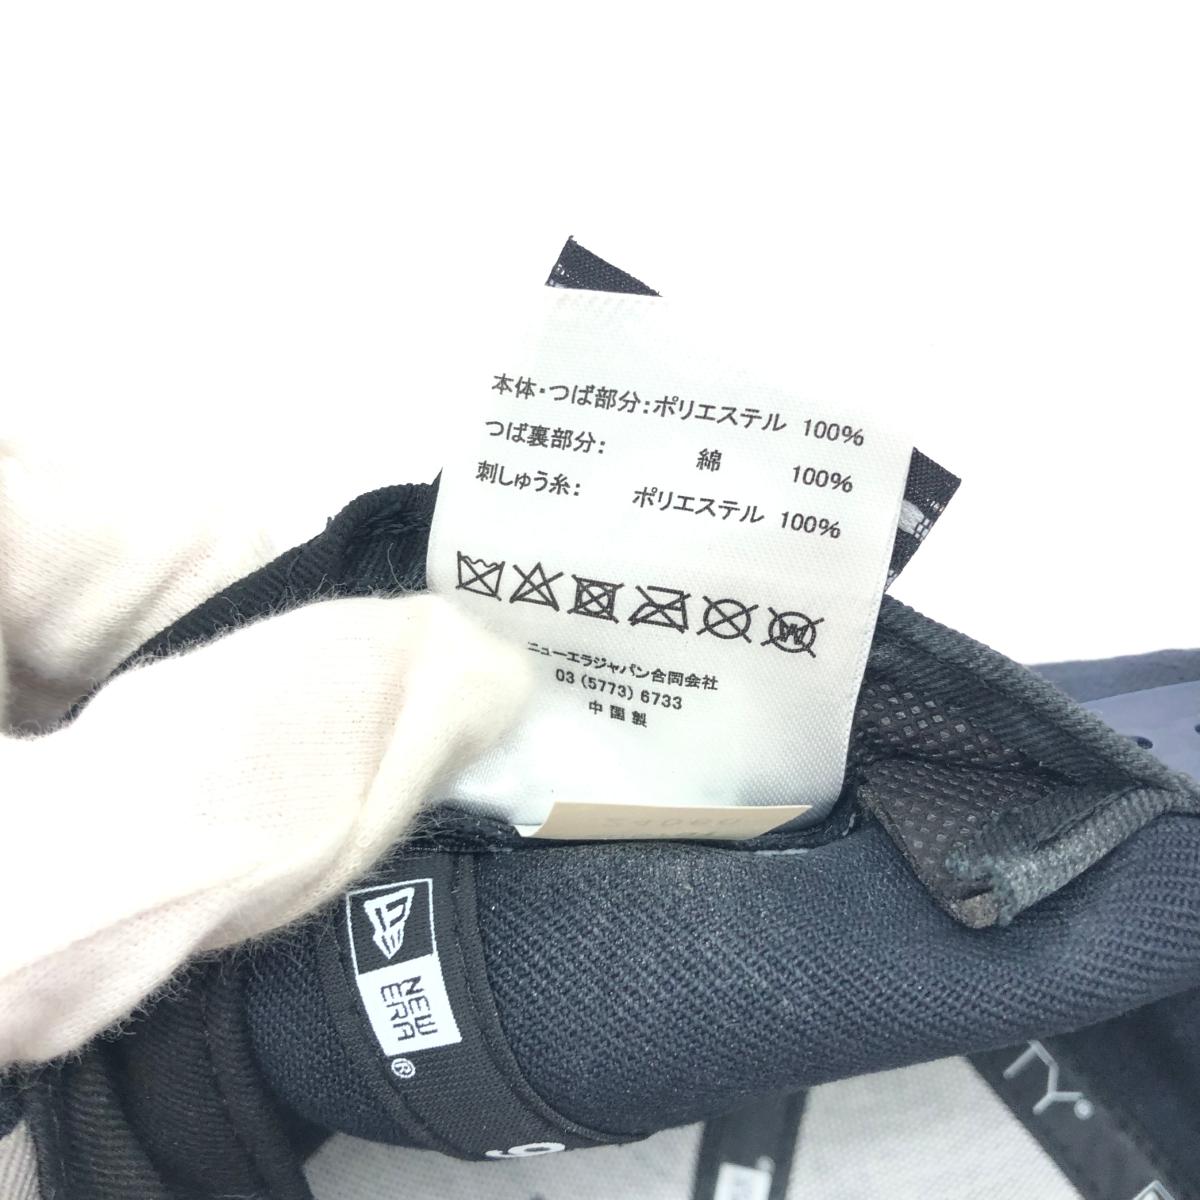 本体・つば部分：ポリエステル 100%
つば裏部分： 綿 100%
刺しゅう糸： ポリエステル 100%
ニューエラジャパン合同会社
03 (5773) 6733
中国製
NEW
ERA®
9
TY®